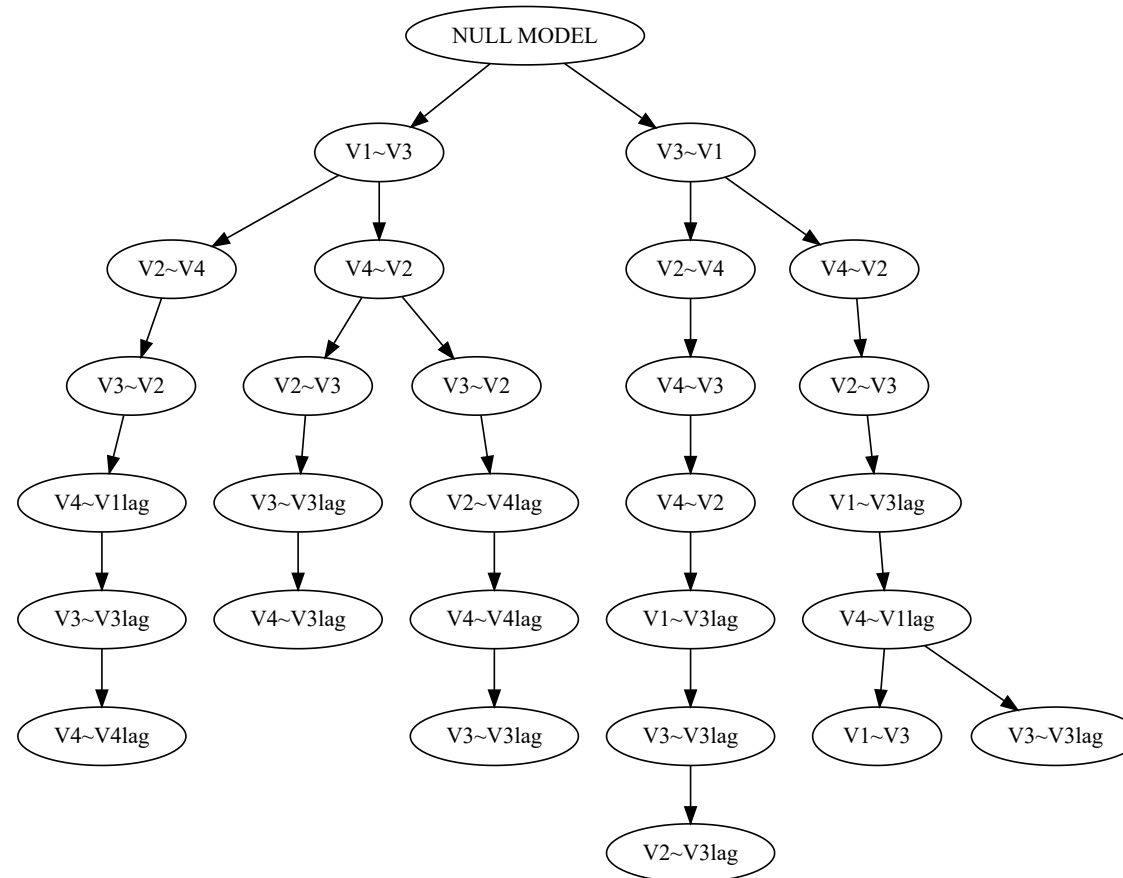 NULL MODEL
V1~V3
V3~V1
V2~V4
V4~V2
V2~V4
V4~V2
V3~V2
V2~V3
V3~V2
V4~V3
V2~V3
V4~V1lag
V3~V3lag
V2~V4lag
V4~V2
V1~V3lag
V3~V3lag
V4~V3lag
V4~V4lag
V1~V3lag
V4~V1lag
V4~V4lag
V3~V3lag
V3~V3lag
V1~V3
V3~V3lag
V2~V3lag